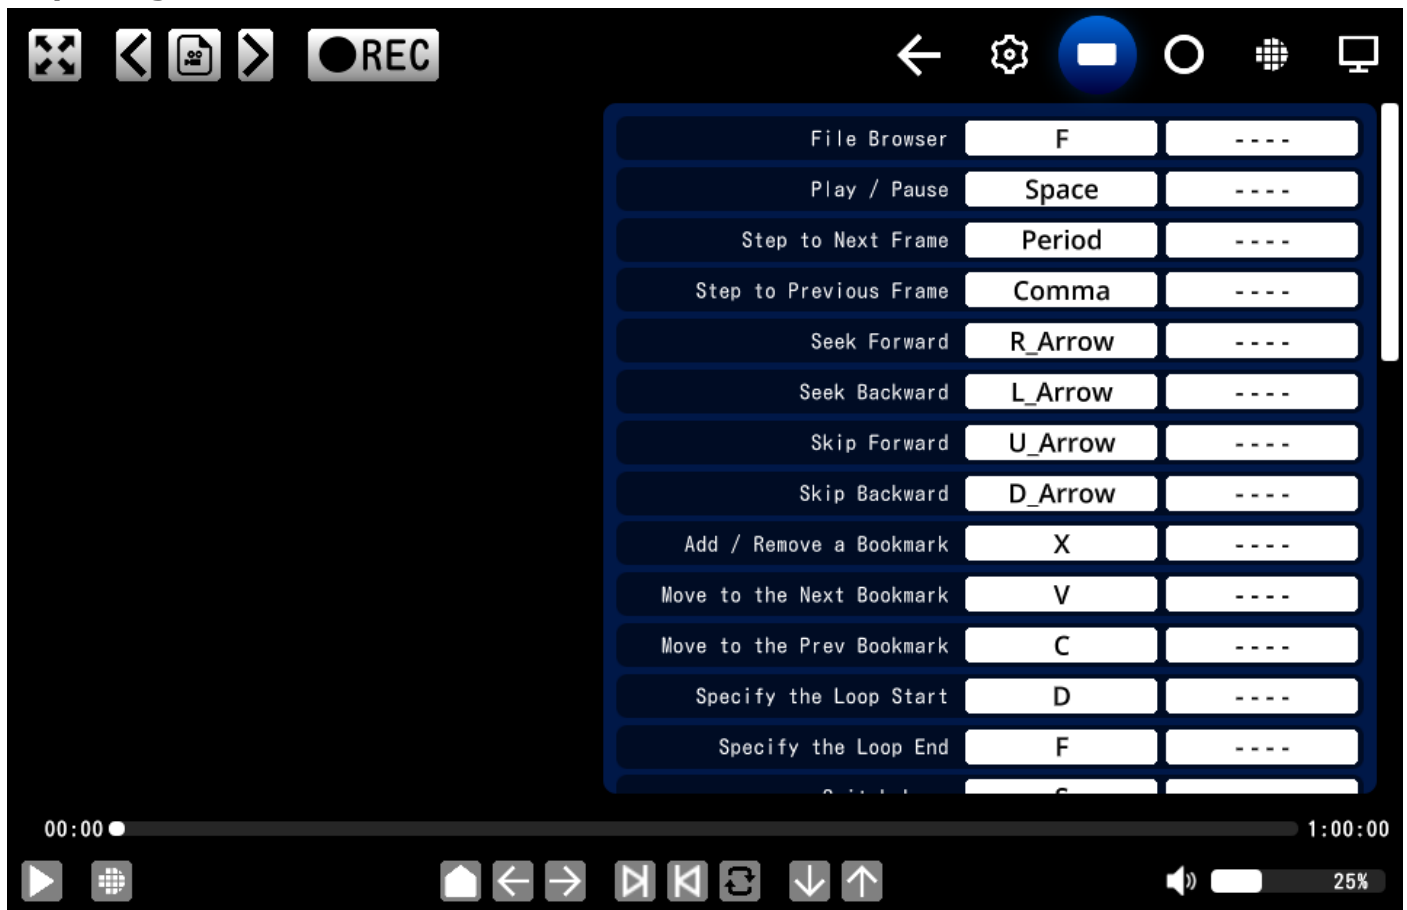 REC
File Browser F ----
Play / Pause Space ----
Step to Next Frame Period ----
Step to Previous Frame Comma ----
Seek Forward R_Arrow ----
Seek Backward L_Arrow ----
Skip Forward U_Arrow ----
Skip Backward D_Arrow ----
Add / Remove a Bookmark X ----
Move to the Next Bookmark V ----
Move to the Prev Bookmark C ----
Specify the Loop Start D ----
Specify the Loop End F ----
00:00 1:00:00
25%